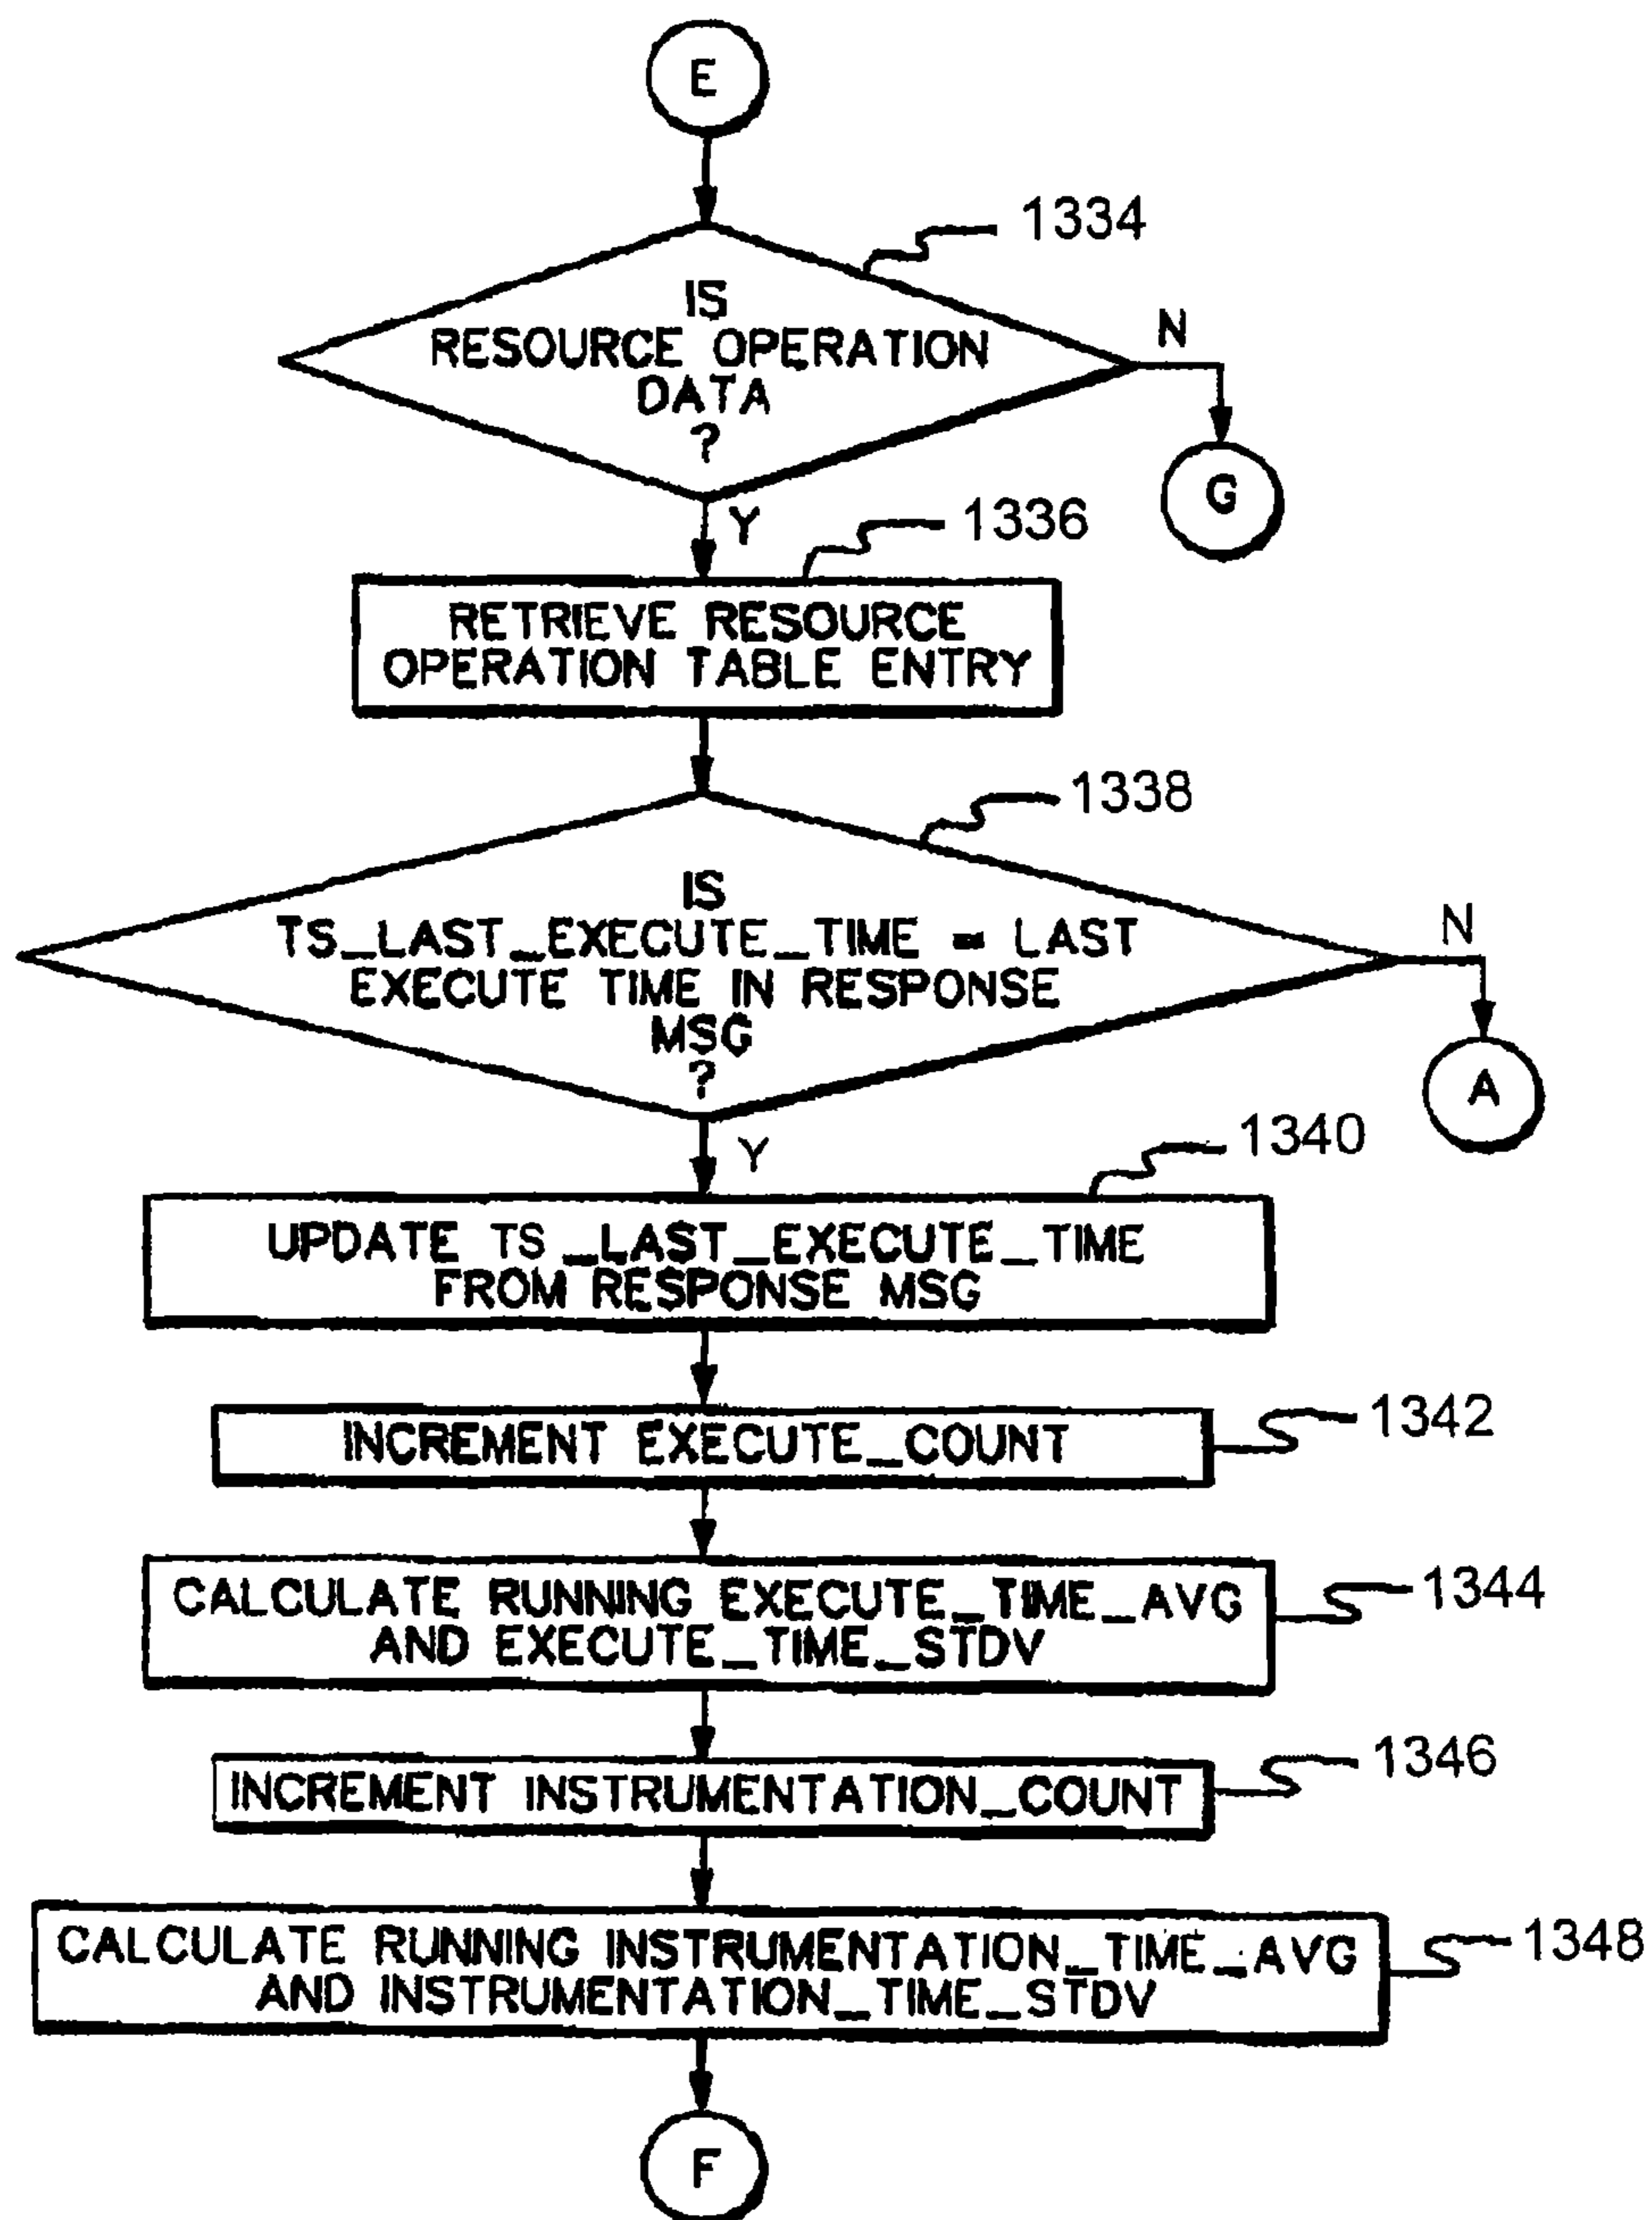 E
1334
IS
RESOURCE OPERATION
DATA
?
N
G
Y
1336
RETRIEVE RESOURCE
OPERATION TABLE ENTRY
1338
IS
TS_LAST_EXECUTE_TIME = LAST
EXECUTE TIME IN RESPONSE
MSG
?
N
A
Y
1340
UPDATE TS_LAST_EXECUTE_TIME
FROM RESPONSE MSG
INCREMENT EXECUTE_COUNT
1342
CALCULATE RUNNING EXECUTE_TIME_AVG
AND EXECUTE_TIME_STDV
1344
INCREMENT INSTRUMENTATION_COUNT
1346
CALCULATE RUNNING INSTRUMENTATION_TIME_AVG
AND INSTRUMENTATION_TIME_STDV
1348
F